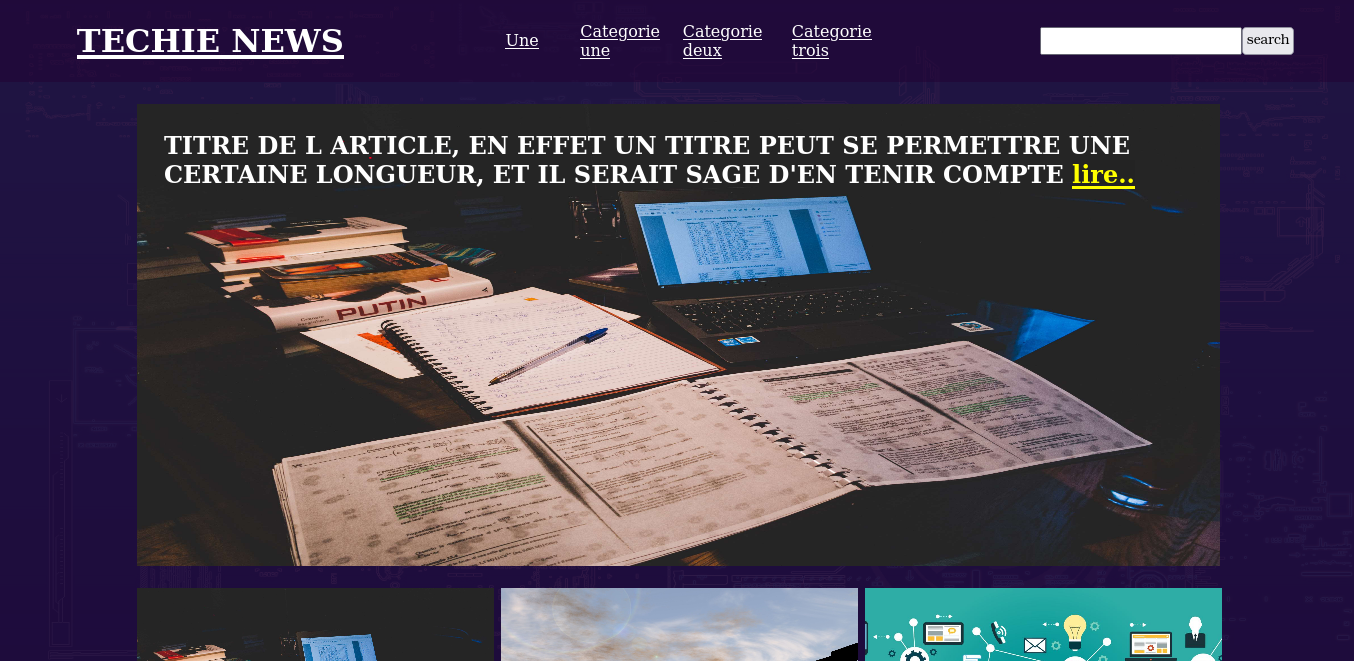 TECHIE NEWS
Une
Categorie
une
Categorie
deux
Categorie
trois
search
TITRE DE L ARTICLE, EN EFFET UN TITRE PEUT SE PERMETTRE UNE
CERTAINE LONGUEUR, ET IL SERAIT SAGE D'EN TENIR COMPTE lire..
PUTIN